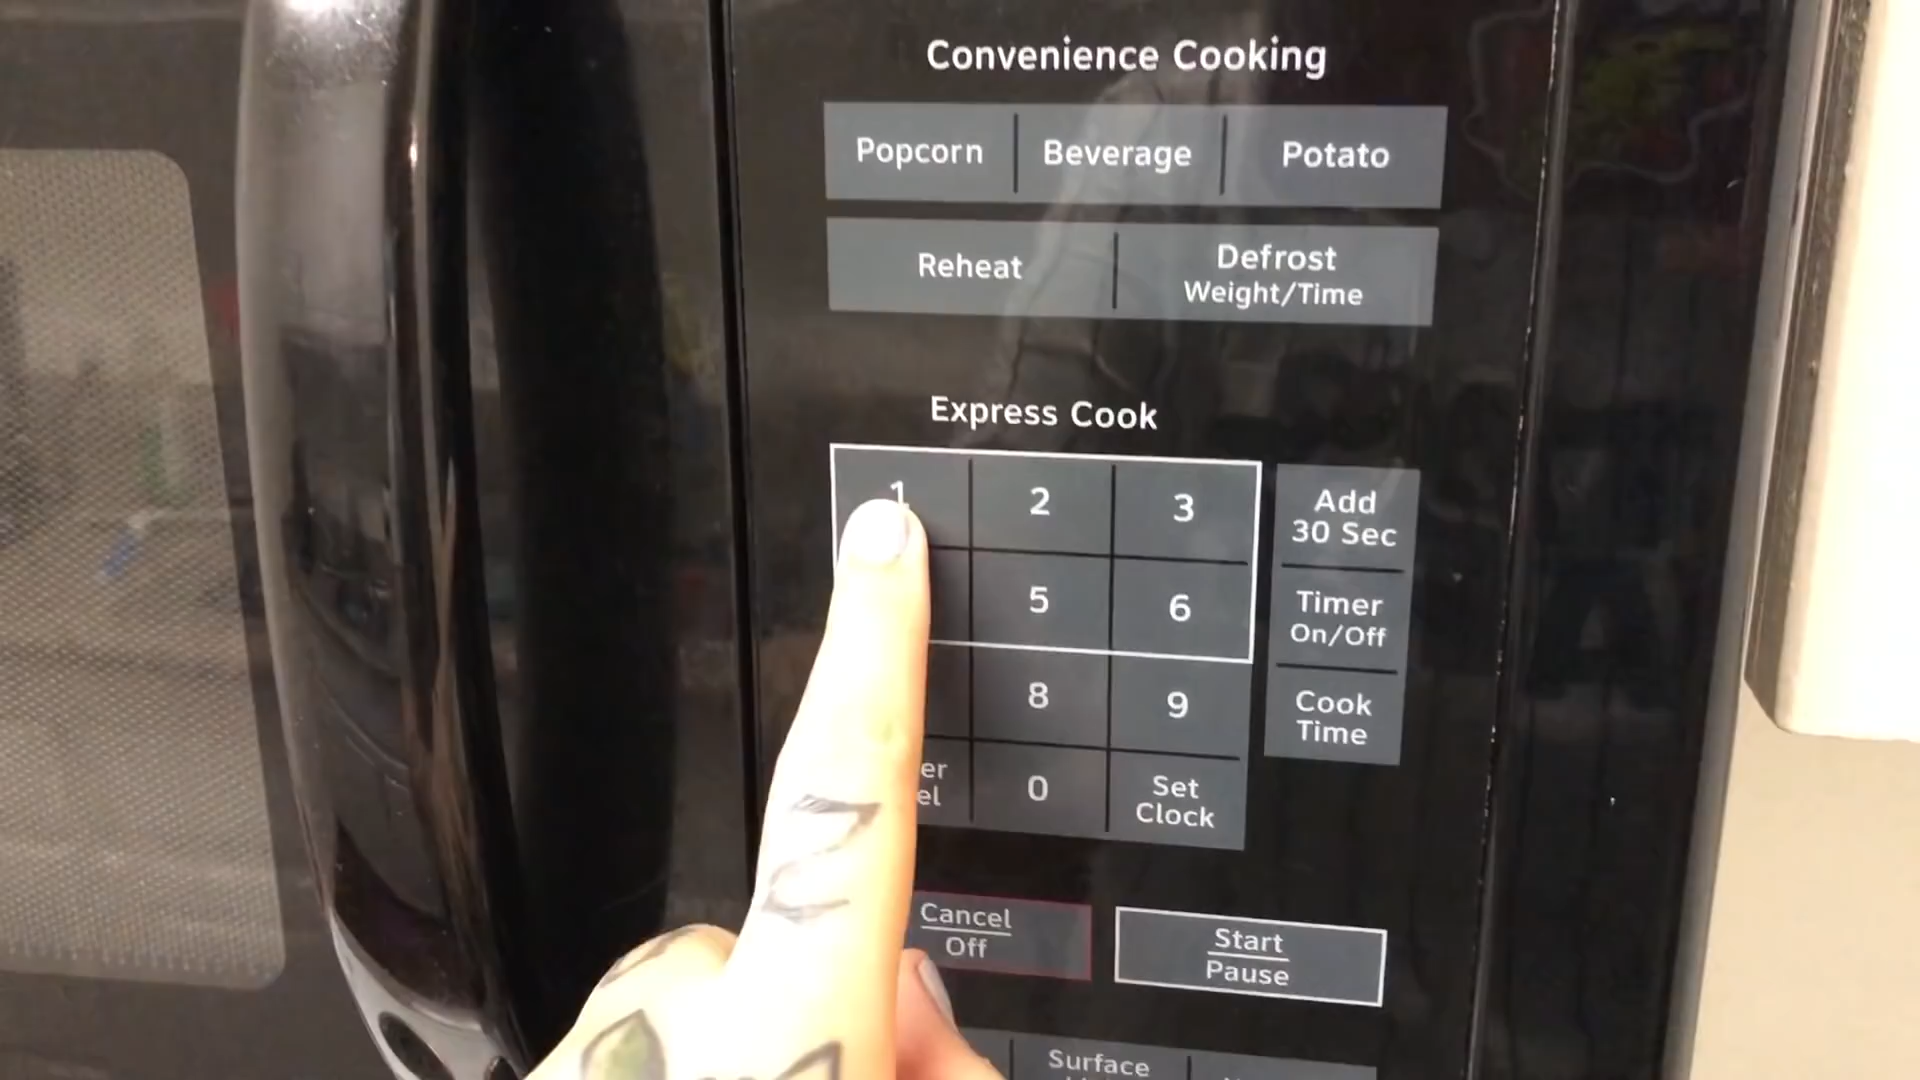 Convenience Cooking
Popcorn Beverage Potato
Reheat Defrost
Weight/Time
Express Cook
1 2 3 Add
30 Sec
5 6 Timer
On/Off
8 9 Cook
Time
0 Set
Clock
Cancel
Off
Start
Pause
Surface